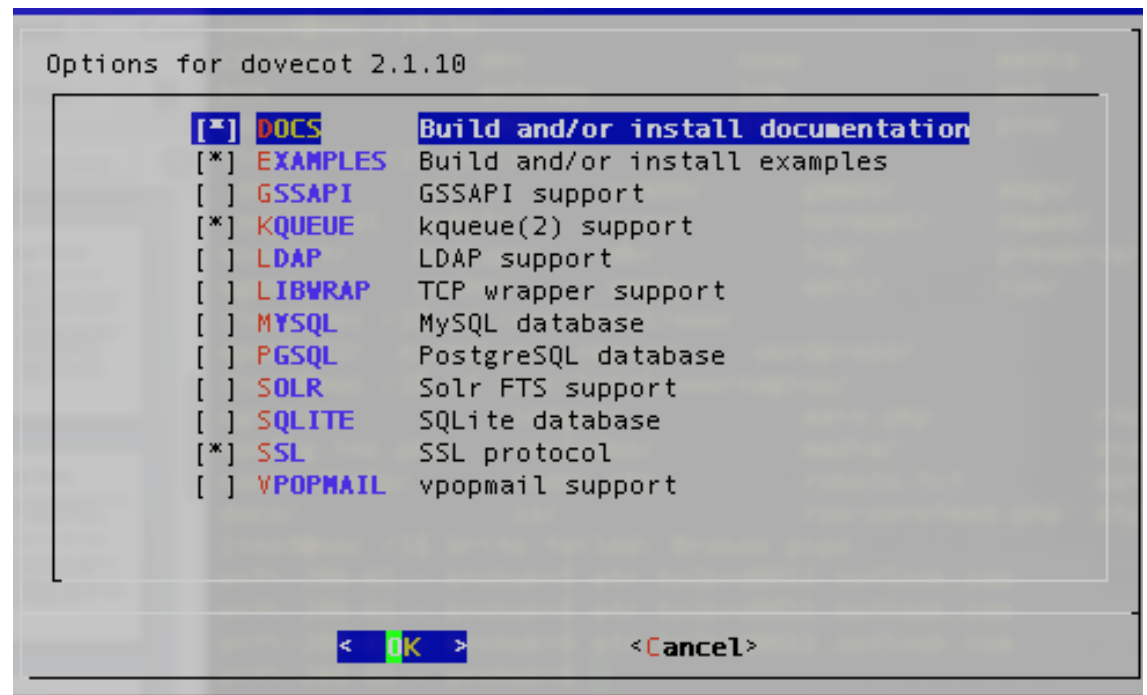 Options for dovecot 2.1.10
[*] DOCS Build and/or install documentation
[*] EXAMPLES Build and/or install examples
[ ] GSSAPI GSSAPI support
[*] KQUEUE kqueue(2) support
[ ] LDAP LDAP support
[ ] LIBWRAP TCP wrapper support
[ ] MYSQL MySQL database
[ ] PGSQL PostgreSQL database
[ ] SOLR Solr FTS support
[ ] SQLITE SQLite database
[*] SSL SSL protocol
[ ] VPOPMAIL vpopmail support
< OK > <Cancel>